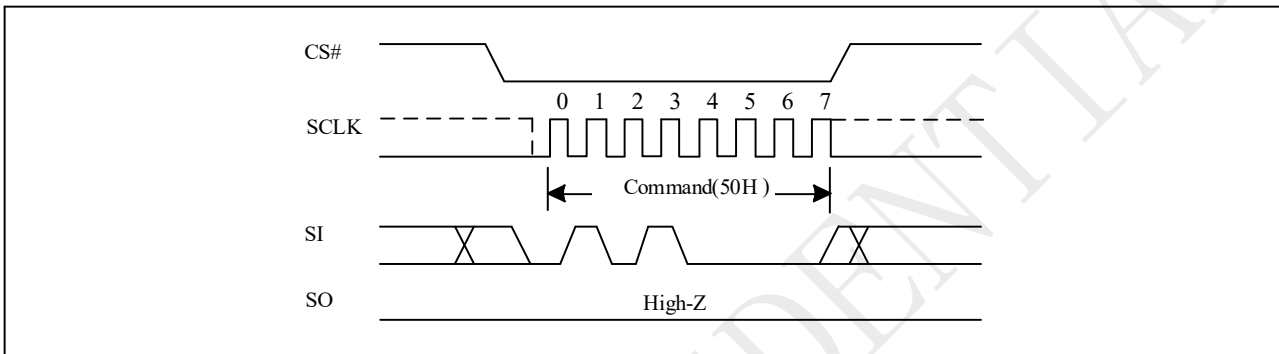 CS#
0 1 2 3 4 5 6 7
SCLK
Command(50H )
SI
SO
High-Z